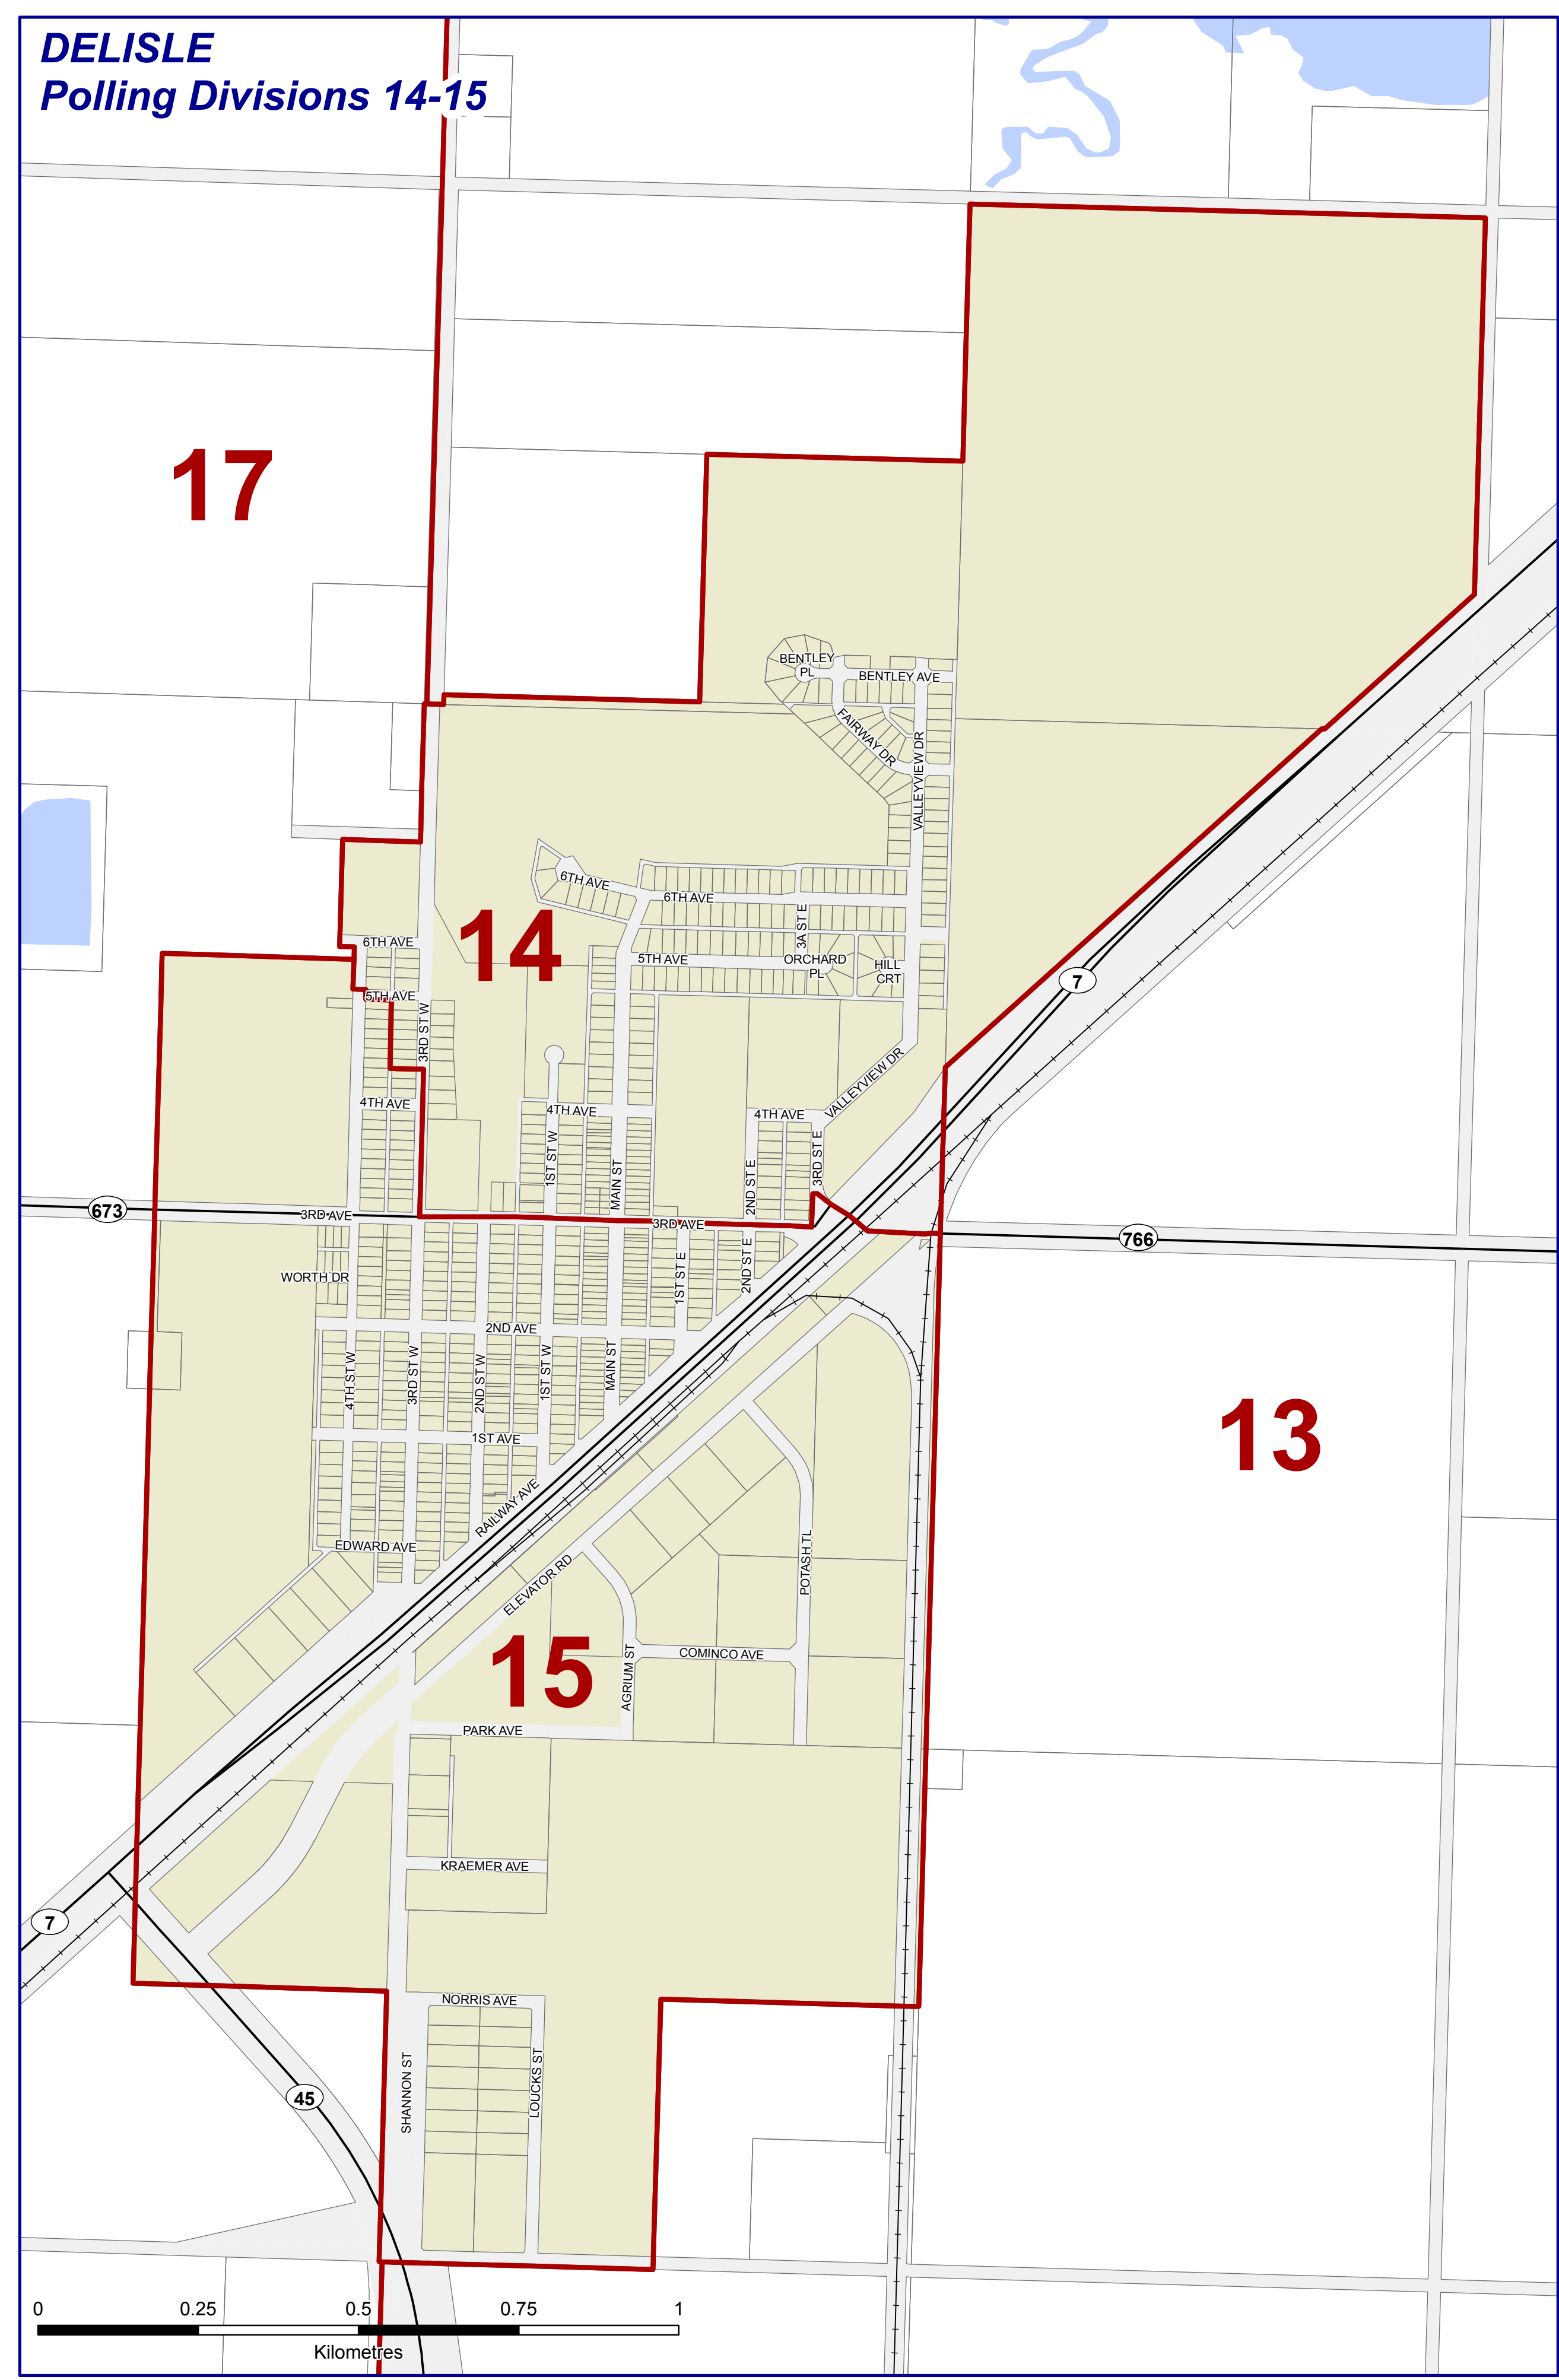 DELISLE
Polling Divisions 14-15
17
BENTLEY
PL
BENTLEY AVE
FAIRWAY DR
VALLEYVIEW DR
6TH AVE
6TH AVE
14
3A ST E
6TH AVE
5TH AVE
ORCHARD
PL
HILL
CRT
7
5TH AVE
3RD ST W
VALLEYVIEW DR
4TH AVE
4TH AVE
4TH AVE
1ST ST W
MAIN ST
2ND ST E
3RD ST E
673
3RD AVE
3RD AVE
766
WORTH DR
1ST ST E
2ND ST E
2ND AVE
4TH ST W
3RD ST W
2ND ST W
1ST ST W
MAIN ST
13
1ST AVE
RAILWAY AVE
EDWARD AVE
ELEVATOR RD
POTASH TL
15
AGRIUM ST
COMINCO AVE
PARK AVE
KRAEMER AVE
7
NORRIS AVE
SHANNON ST
LOUCKS ST
45
0 0.25 0.5 0.75 1
Kilometres